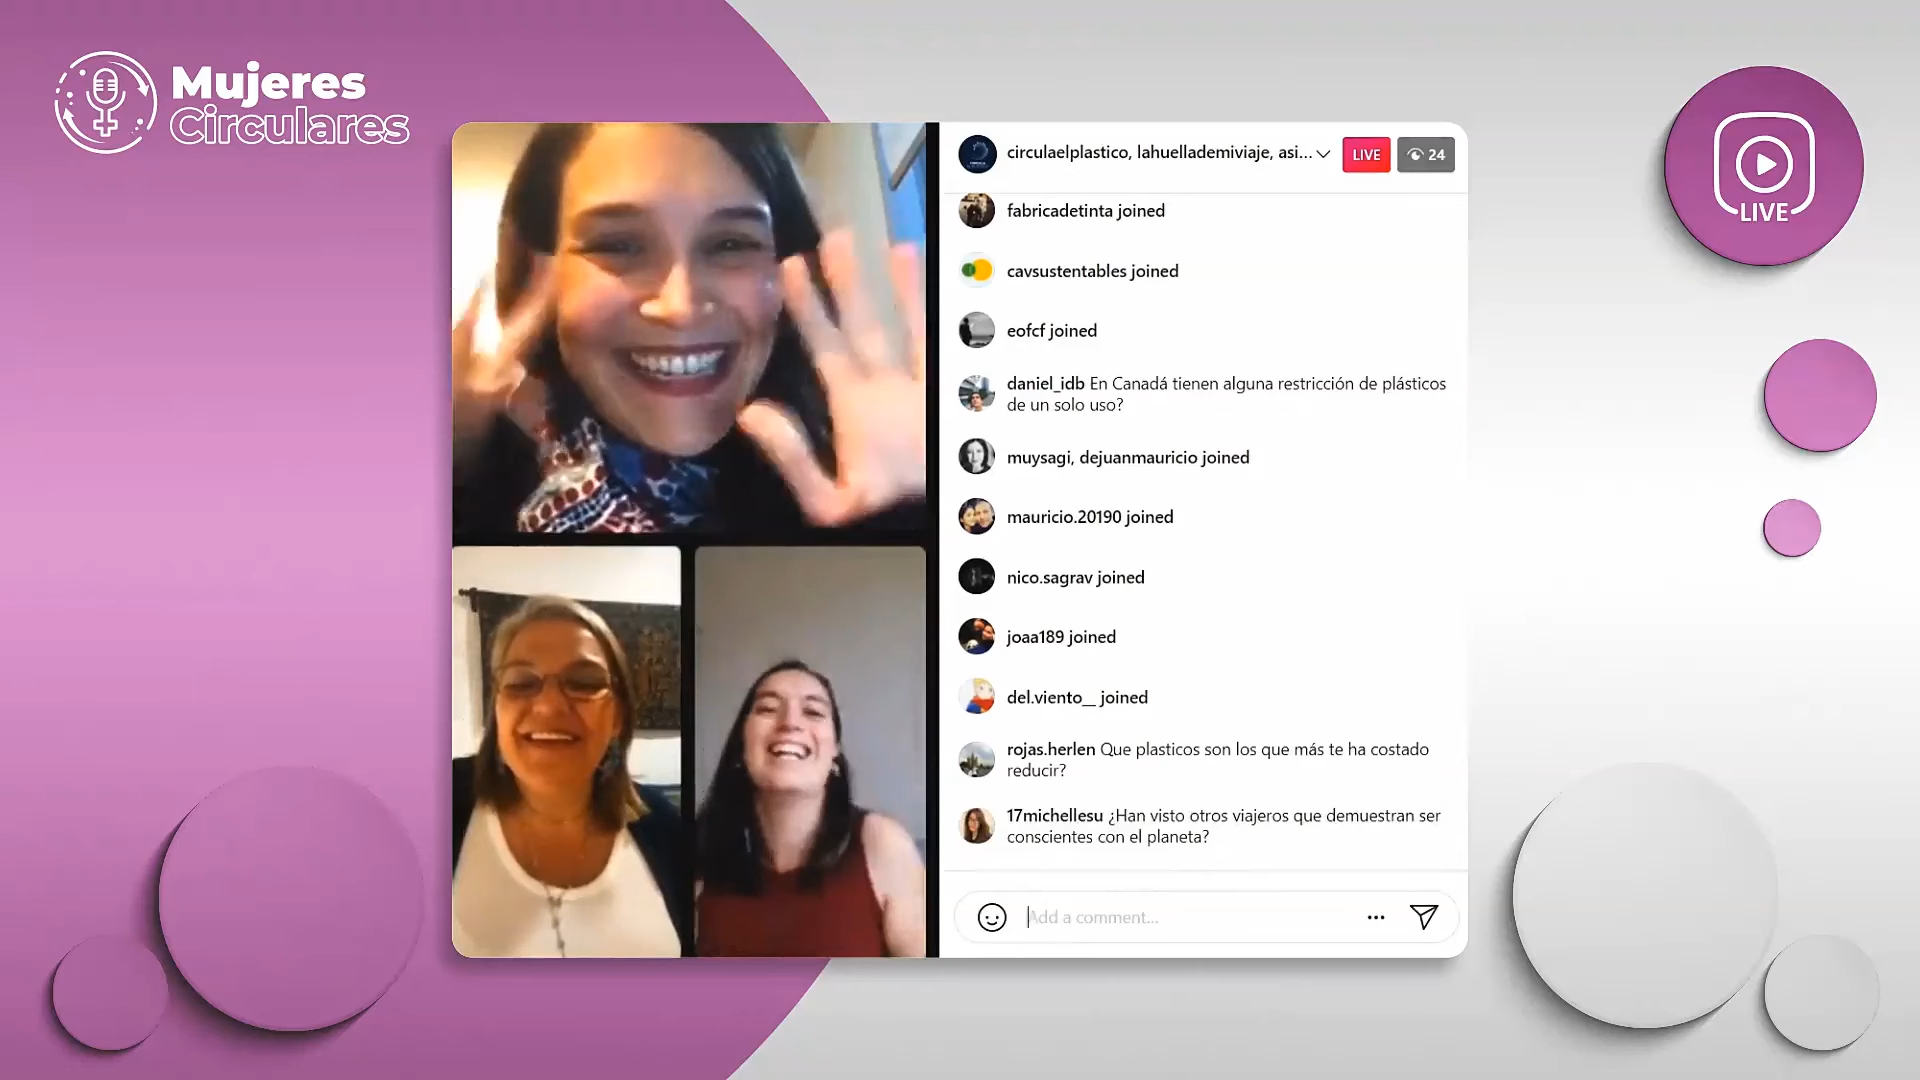 Mujeres
Circulares
circulaelplastico, lahuellademiviaje, asi...
LIVE
24
LIVE
fabricadetinta joined
cavsustentables joined
eofcf joined
daniel_idb En Canadá tienen alguna restricción de plásticos
de un solo uso?
muysagi, dejuanmauricio joined
mauricio.20190 joined
nico.sagrav joined
joaa189 joined
del.viento__ joined
rojas.herlen Que plasticos son los que más te ha costado
reducir?
17michellesu ¿Han visto otros viajeros que demuestran ser
conscientes con el planeta?
Add a comment...